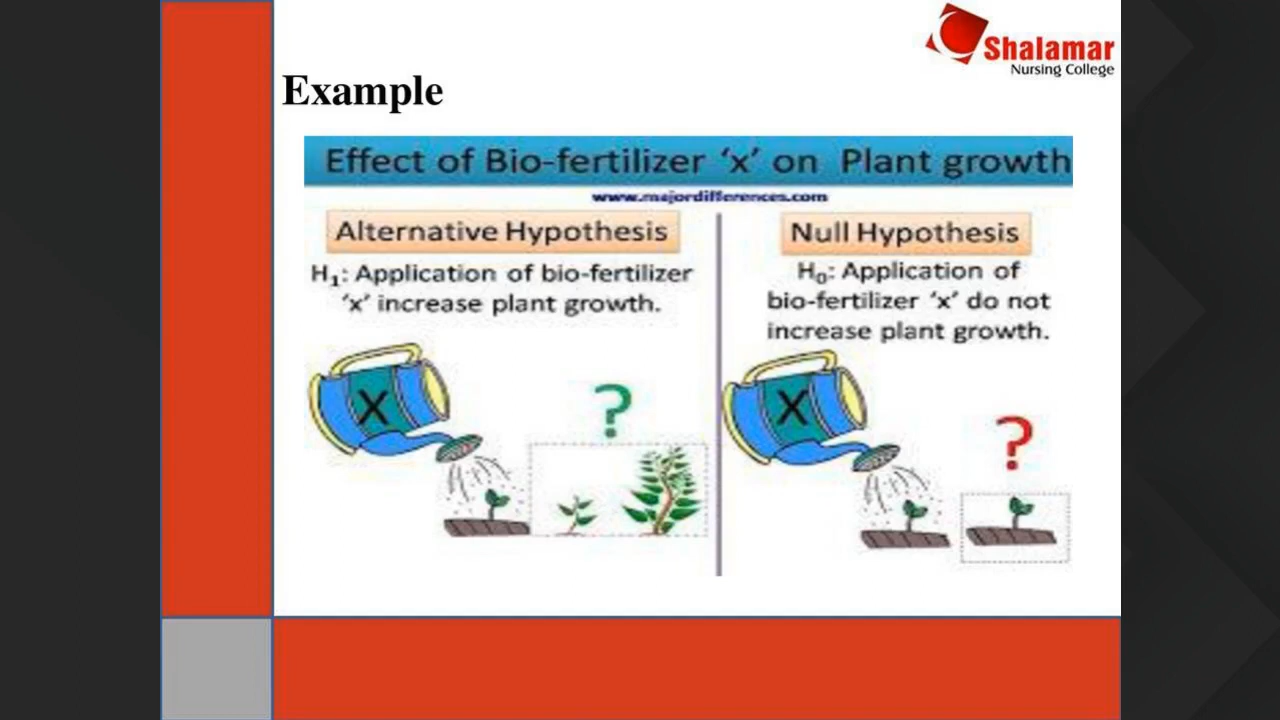 Shalamar
Nursing College
Example
Effect of Bio-fertilizer ‘x’ on Plant growth
www.majordifferences.com
Alternative Hypothesis
H₁: Application of bio-fertilizer
‘x’ increase plant growth.
X
?
Null Hypothesis
H₀: Application of
bio-fertilizer ‘x’ do not
increase plant growth.
X
?